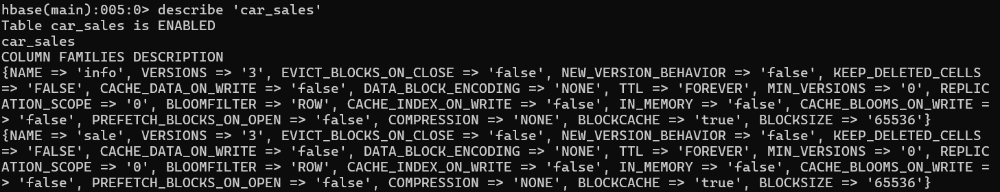 hbase(main):005:0> describe 'car_sales'
Table car_sales is ENABLED
car_sales
COLUMN FAMILIES DESCRIPTION
{NAME => 'info', VERSIONS => '3', EVICT_BLOCKS_ON_CLOSE => 'false', NEW_VERSION_BEHAVIOR => 'false', KEEP_DELETED_CELLS
=> 'FALSE', CACHE_DATA_ON_WRITE => 'false', DATA_BLOCK_ENCODING => 'NONE', TTL => 'FOREVER', MIN_VERSIONS => '0', REPLIC
ATION_SCOPE => '0', BLOOMFILTER => 'ROW', CACHE_INDEX_ON_WRITE => 'false', IN_MEMORY => 'false', CACHE_BLOOMS_ON_WRITE =
> 'false', PREFETCH_BLOCKS_ON_OPEN => 'false', COMPRESSION => 'NONE', BLOCKCACHE => 'true', BLOCKSIZE => '65536'}
{NAME => 'sale', VERSIONS => '3', EVICT_BLOCKS_ON_CLOSE => 'false', NEW_VERSION_BEHAVIOR => 'false', KEEP_DELETED_CELLS
=> 'FALSE', CACHE_DATA_ON_WRITE => 'false', DATA_BLOCK_ENCODING => 'NONE', TTL => 'FOREVER', MIN_VERSIONS => '0', REPLIC
ATION_SCOPE => '0', BLOOMFILTER => 'ROW', CACHE_INDEX_ON_WRITE => 'false', IN_MEMORY => 'false', CACHE_BLOOMS_ON_WRITE =
> 'false', PREFETCH_BLOCKS_ON_OPEN => 'false', COMPRESSION => 'NONE', BLOCKCACHE => 'true', BLOCKSIZE => '65536'}